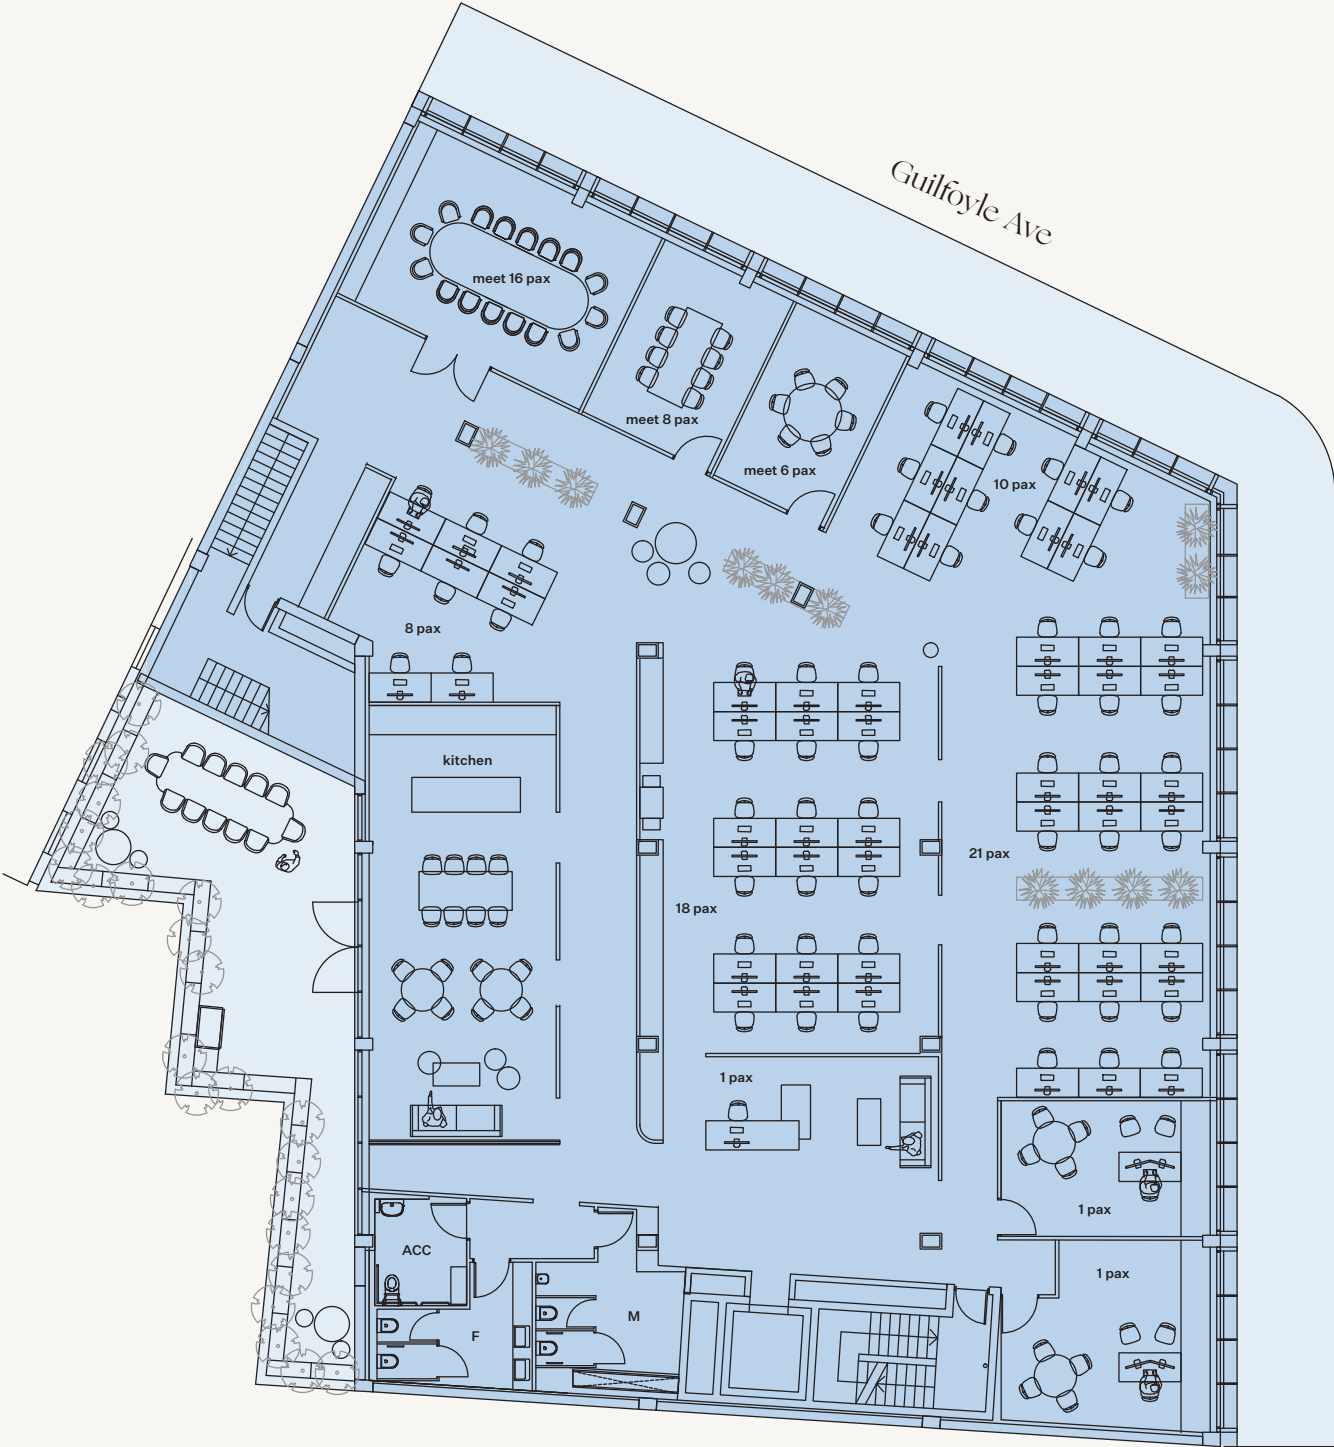 Guilfoyle Ave
meet 16 pax
meet 8 pax
meet 6 pax
10 pax
8 pax
kitchen
21 pax
18 pax
1 pax
1 pax
ACC
1 pax
M
F